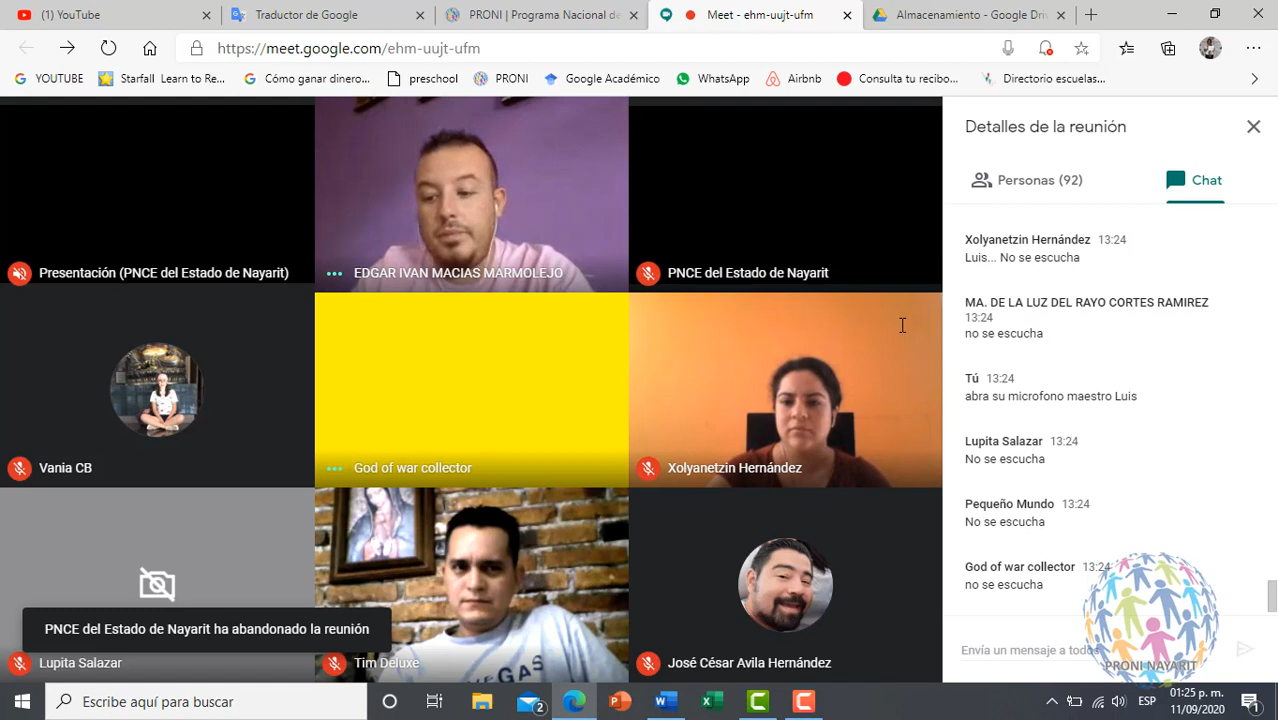 (1) YouTube
Traductor de Google
PRONI | Programa Nacional de
Meet - ehm-uujt-ufm
Almacenamiento - Google Dri
https://meet.google.com/ehm-uujt-ufm
YOUTUBE
Starfall Learn to Re...
Cómo ganar dinero...
preschool
PRONI
Google Académico
WhatsApp
Airbnb
Consulta tu recibo...
Directorio escuelas...
Presentación (PNCE del Estado de Nayarit)
EDGAR IVAN MACIAS MARMOLEJO
PNCE del Estado de Nayarit
Vania CB
God of war collector
Xolyanetzin Hernández
PNCE del Estado de Nayarit ha abandonado la reunión
Lupita Salazar
Tim Deluxe
VEGAS
José César Avila Hernández
Detalles de la reunión
Personas (92)
Chat
Xolyanetzin Hernández 13:24
Luis... No se escucha
MA. DE LA LUZ DEL RAYO CORTES RAMIREZ
13:24
no se escucha
Tú 13:24
abra su microfono maestro Luis
Lupita Salazar 13:24
No se escucha
Pequeño Mundo 13:24
No se escucha
God of war collector 13:24
no se escucha
Envía un mensaje a todos
PRONI NAYARIT
Escribe aquí para buscar
2
ESP
01:25 p. m.
11/09/2020
1